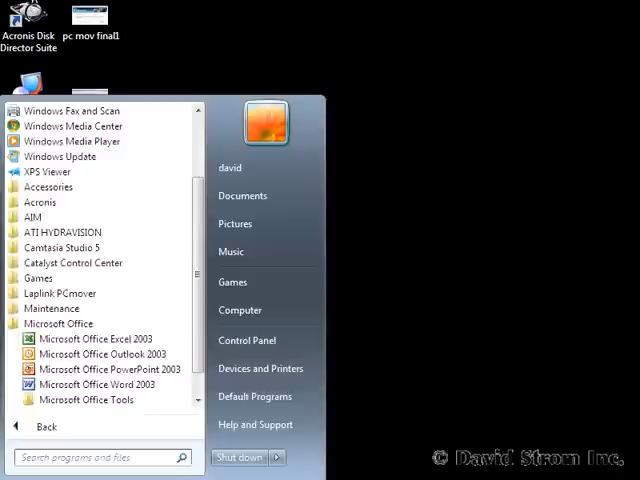 Acronis Disk
Director Suite
pc mov final1
Windows Fax and Scan
Windows Media Center
Windows Media Player
Windows Update
XPS Viewer
Accessories
Acronis
AIM
ATI HYDRAVISION
Camtasia Studio 5
Catalyst Control Center
Games
Laplink PCmover
Maintenance
Microsoft Office
Microsoft Office Excel 2003
Microsoft Office Outlook 2003
Microsoft Office PowerPoint 2003
Microsoft Office Word 2003
Microsoft Office Tools
Back
Search programs and files
david
Documents
Pictures
Music
Games
Computer
Control Panel
Devices and Printers
Default Programs
Help and Support
Shut down
© David Strom Inc.